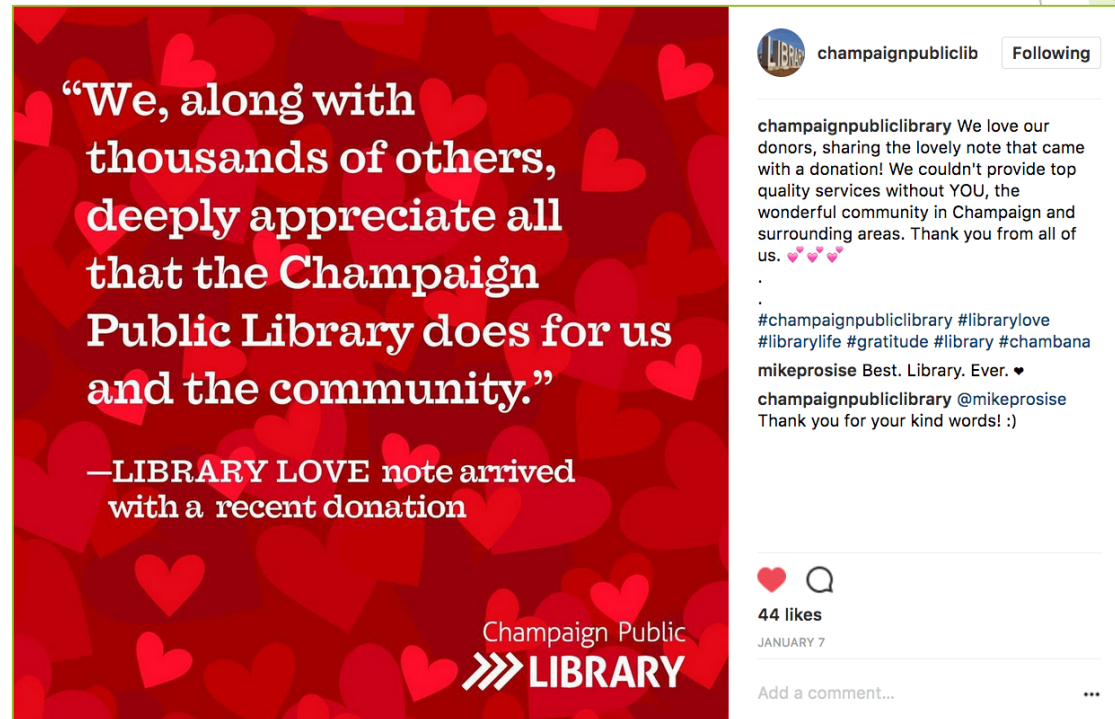 “We, along with
thousands of others,
deeply appreciate all
that the Champaign
Public Library does for us
and the community.”
—LIBRARY LOVE note arrived
with a recent donation
Champaign Public
LIBRARY
LIBRARY
champaignpubliclib
Following
champaignpubliclibrary We love our
donors, sharing the lovely note that came
with a donation! We couldn't provide top
quality services without YOU, the
wonderful community in Champaign and
surrounding areas. Thank you from all of
us. 💕💕💕
.
.
#champaignpubliclibrary #librarylove
#librarylife #gratitude #library #chambana
mikeprosise Best. Library. Ever. ❤
champaignpubliclibrary @mikeprosise
Thank you for your kind words! :)
44 likes
JANUARY 7
Add a comment...